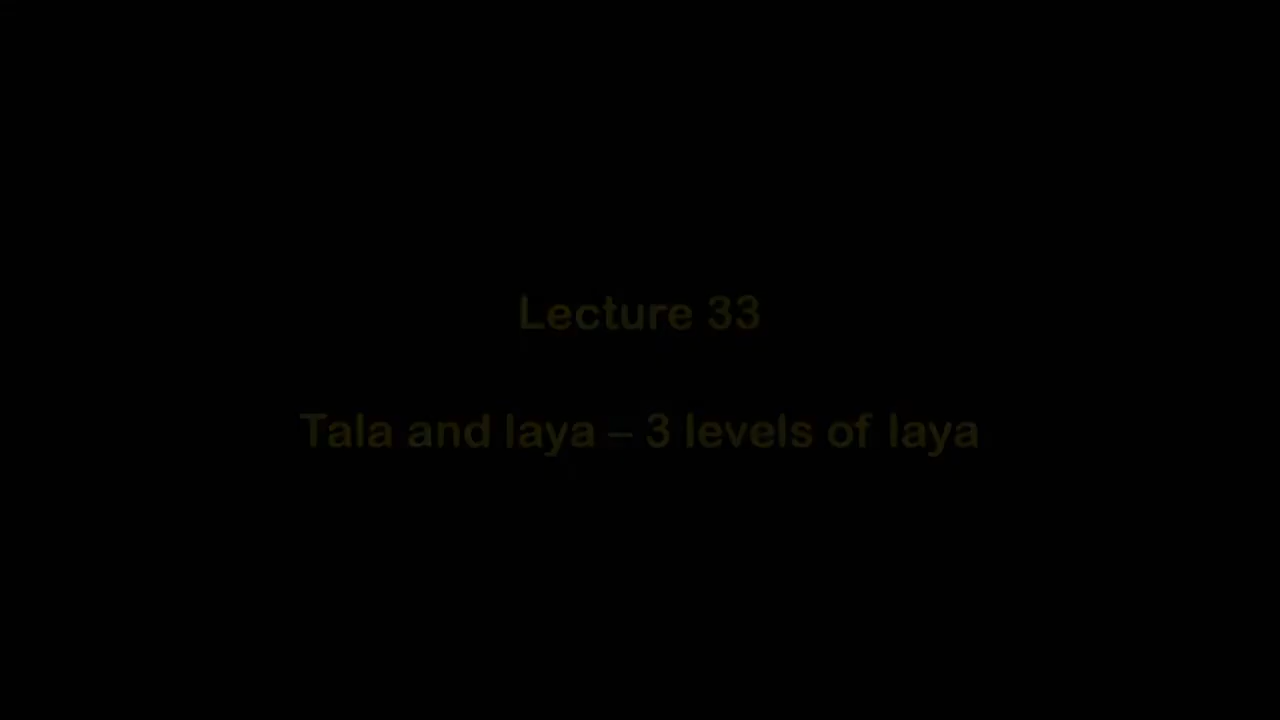 Lecture 33
Tala and laya – 3 levels of laya